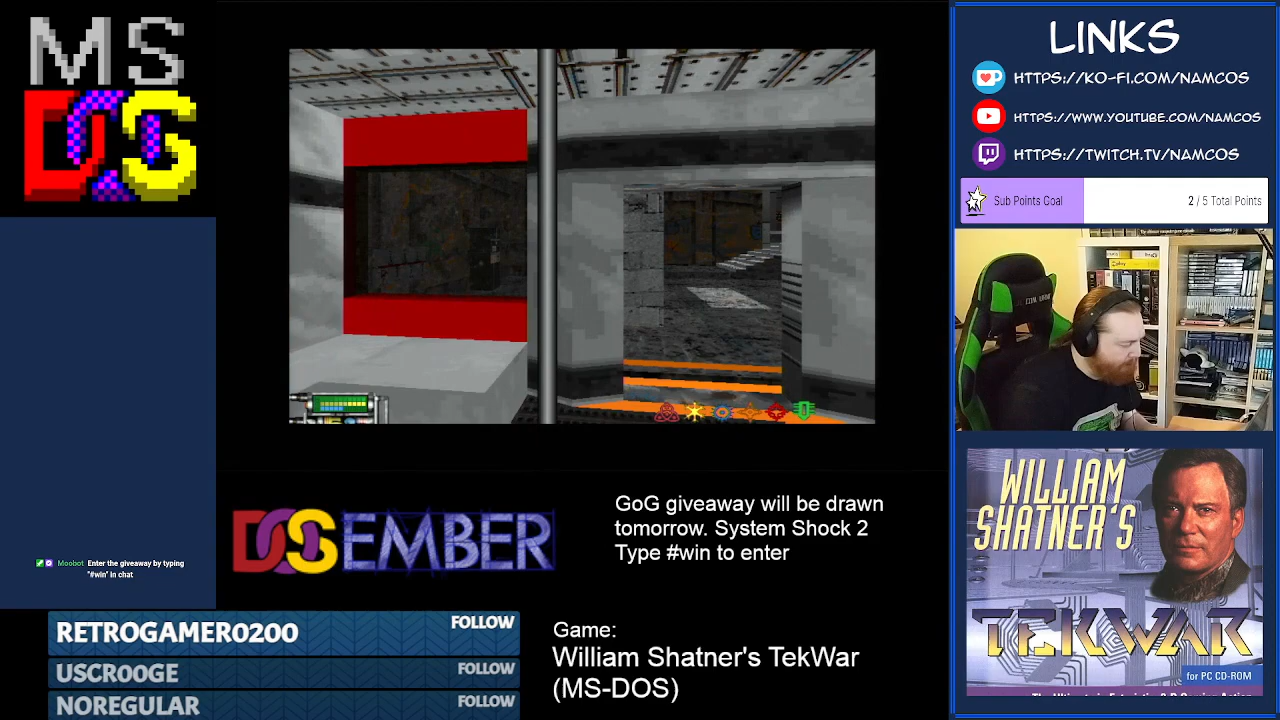 MS
DOS
Moobot Enter the giveaway by typing
"#win" in chat
DOSEMBER
GoG giveaway will be drawn
tomorrow. System Shock 2
Type #win to enter
RETROGAMER0200 FOLLOW
USCR00GE FOLLOW
NOREGULAR FOLLOW
Game:
William Shatner's TekWar
(MS-DOS)
LINKS
HTTPS://KO-FI.COM/NAMCOS
HTTPS://WWW.YOUTUBE.COM/NAMCOS
HTTPS://TWITCH.TV/NAMCOS
Sub Points Goal 2 / 5 Total Points
WILLIAM
SHATNER'S
TEKWAR
for PC CD-ROM